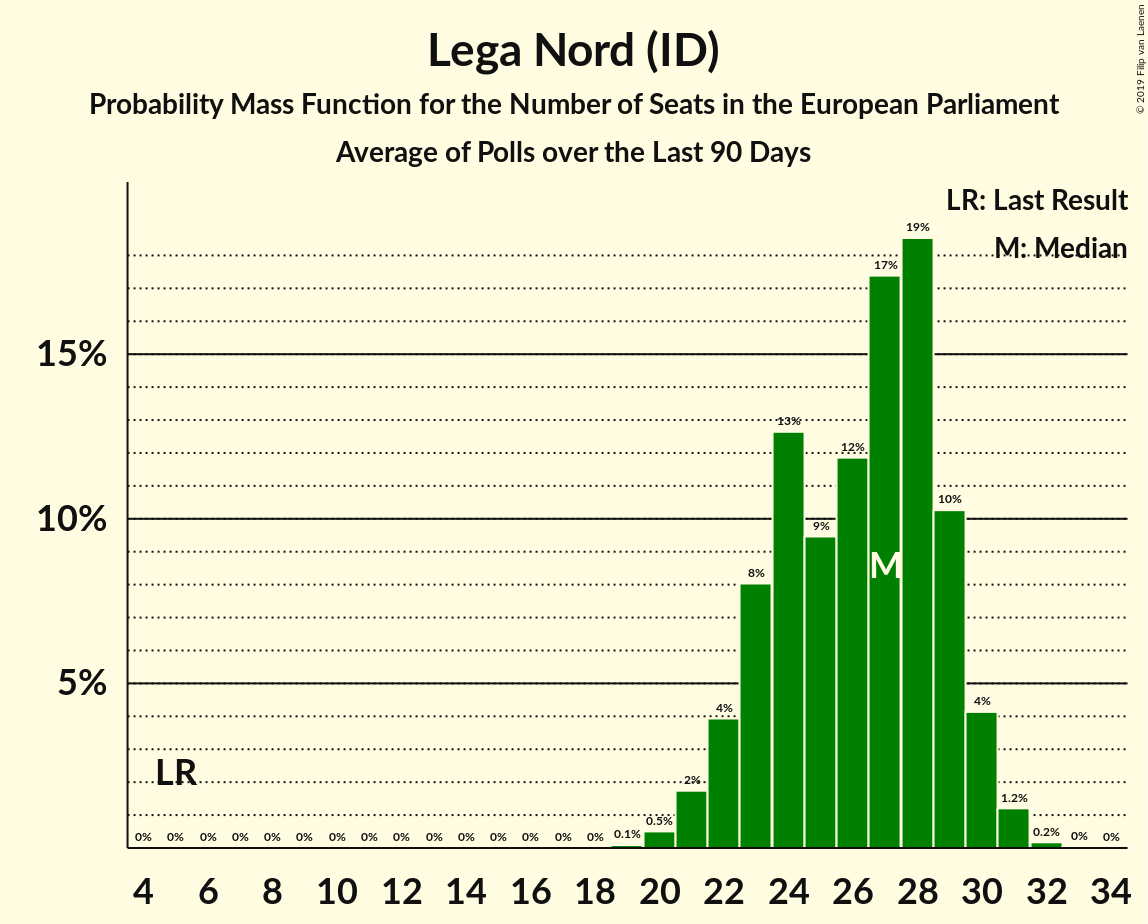 Lega Nord (ID)
Probability Mass Function for the Number of Seats in the European Parliament
Average of Polls over the Last 90 Days
© 2019 Filip van Laenen
LR: Last Result
M: Median
15%
10%
5%
0% 0% 0% 0% 0% 0% 0% 0% 0% 0% 0% 0% 0% 0% 0% 0.1% 0.5% 2% 4% 8% 13% 9% 12% 17% 19% 10% 4% 1.2% 0.2% 0% 0%
M
LR
4 6 8 10 12 14 16 18 20 22 24 26 28 30 32 34